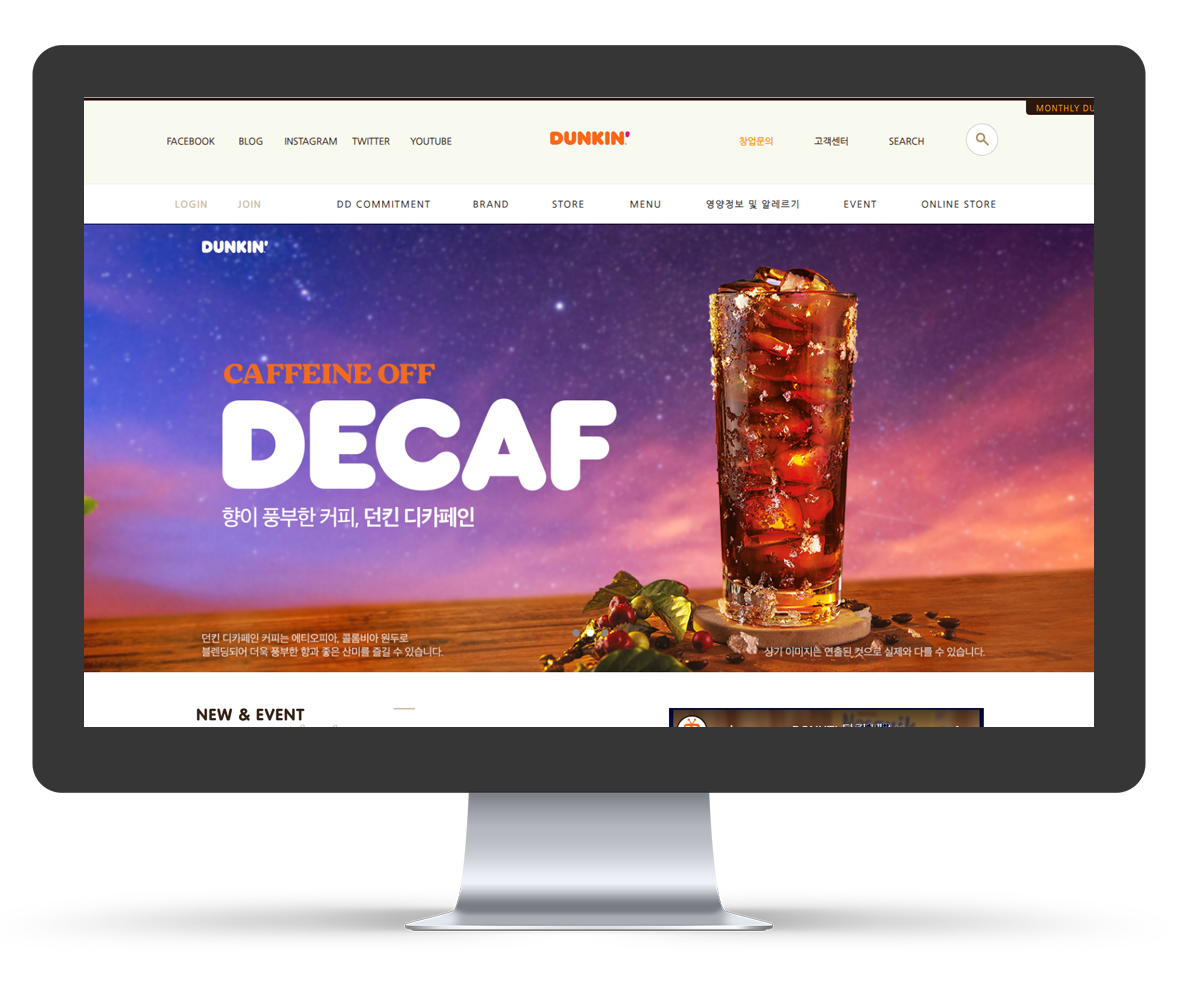 MONTHLY DU
FACEBOOK BLOG INSTAGRAM TWITTER YOUTUBE DUNKIN' 창업문의 고객센터 SEARCH
LOGIN JOIN DD COMMITMENT BRAND STORE MENU 영양정보 및 알레르기 EVENT ONLINE STORE
DUNKIN'
CAFFEINE OFF
DECAF
향이 풍부한 커피, 던킨 디카페인
던킨 디카페인 커피는 에티오피아, 콜롬비아 원두로
블렌딩되어 더욱 풍부한 향과 좋은 산미를 즐길 수 있습니다.
상기 이미지는 연출된 컷으로 실제와 다를 수 있습니다.
NEW & EVENT